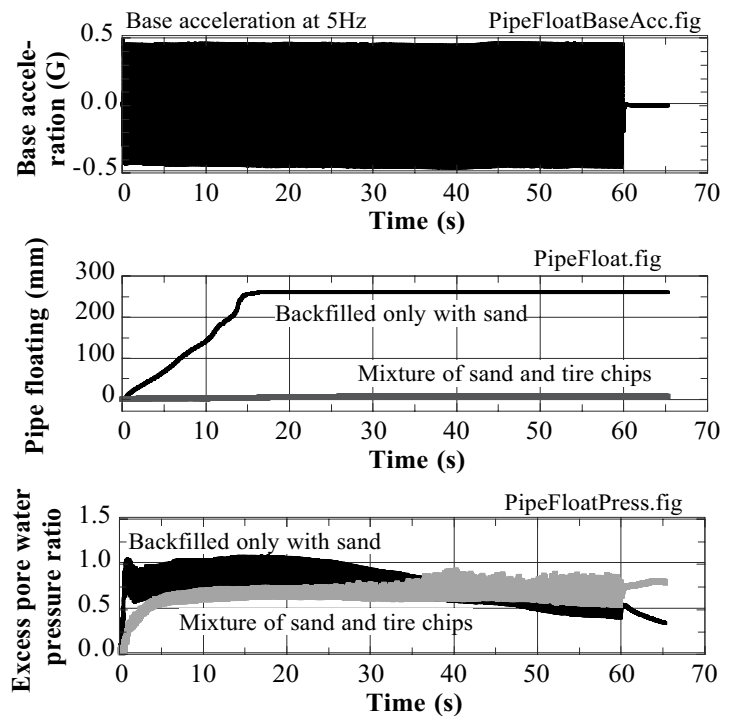 Base acceleration at 5Hz
PipeFloatBaseAcc.fig
Base accele-
ration (G)
0.5
0.0
-0.5
0 10 20 30 40 50 60 70
Time (s)
PipeFloat.fig
Pipe floating (mm)
300
200
100
0
Backfilled only with sand
Mixture of sand and tire chips
0 10 20 30 40 50 60 70
Time (s)
PipeFloatPress.fig
Excess pore water
pressure ratio
1.5
1.0
0.5
0.0
Backfilled only with sand
Mixture of sand and tire chips
0 10 20 30 40 50 60 70
Time (s)